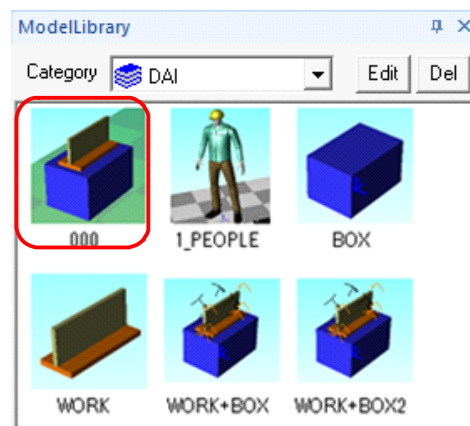 ModelLibrary
Category DAI Edit Del
000 1_PEOPLE BOX
WORK WORK+BOX WORK+BOX2